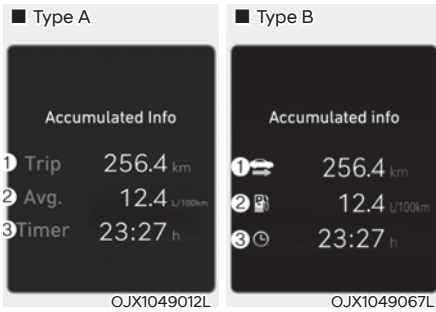 ■ Type A
Accumulated Info
1 Trip 256.4 km
2 Avg. 12.4 L/100km
3 Timer 23:27 h
OJX1049012L
■ Type B
Accumulated info
1 256.4 km
2 12.4 L/100km
3 23:27 h
OJX1049067L